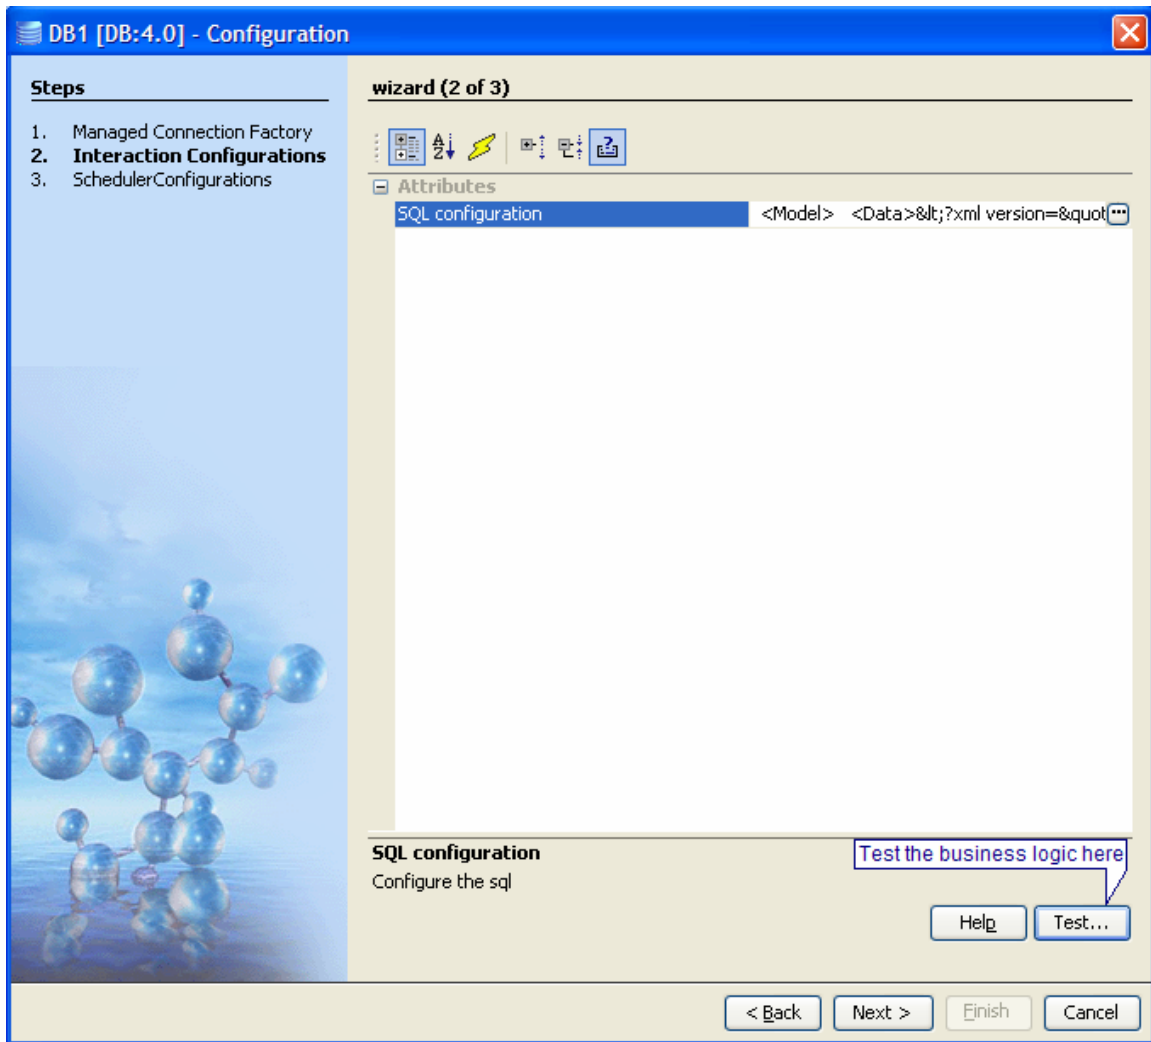 DB1 [DB:4.0] - Configuration
Steps
1. Managed Connection Factory
2. Interaction Configurations
3. SchedulerConfigurations
wizard (2 of 3)
Attributes
SQL configuration <Model> <Data>&lt;?xml version=&quot
SQL configuration
Configure the sql
Test the business logic here
Help Test...
< Back Next > Finish Cancel